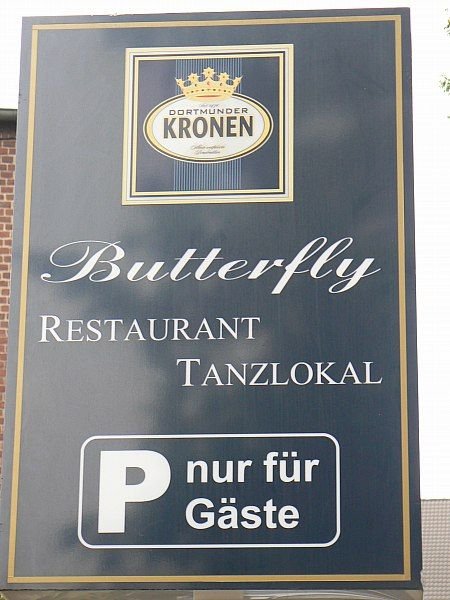 DORTMUNDER
KRONEN
Butterfly
RESTAURANT
TANZLOKAL
P nur für
Gäste